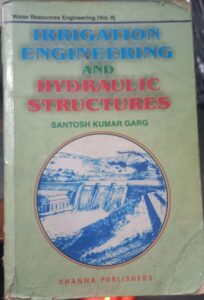 Water Resources Engineering (Vol. II)
IRRIGATION
ENGINEERING
AND
HYDRAULIC
STRUCTURES
SANTOSH KUMAR GARG
KHANNA PUBLISHERS